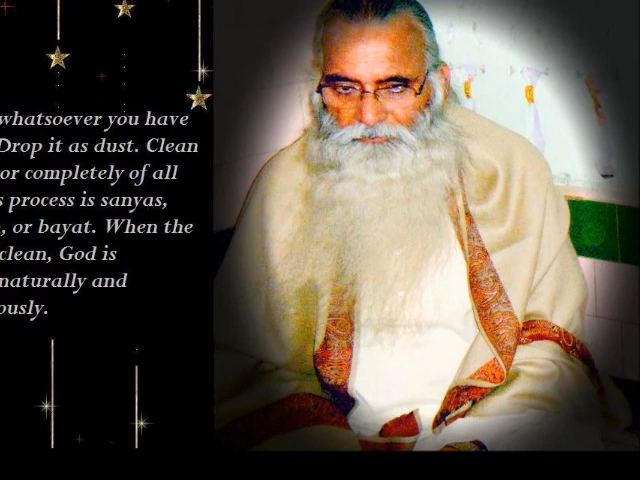 whatsoever you have
Drop it as dust. Clean
or completely of all
s process is sanyas,
, or bayat. When the
clean, God is
naturally and
ously.